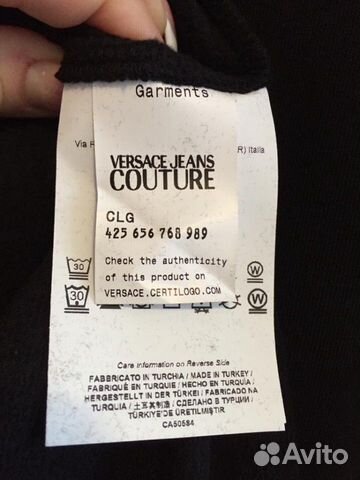 Garments
Via R
R) Italia
VERSACE JEANS
COUTURE
CLG
425 656 768 989
Check the authenticity
of this product on
VERSACE.CERTILOGO.COM
30
W
30
W
Care information on Reverse Side
FABBRICATO IN TURCHIA / MADE IN TURKEY /
FABRIQUÉ EN TURQUIE / HECHO EN TURQUÍA /
HERGESTELLT IN DER TÜRKEI / FABRICADO NA
TURQUIA / 土耳其制造 / СДЕЛАНО В ТУРЦИИ /
TÜRKİYE'DE ÜRETİLMİŞTİR
CA50584
Avito